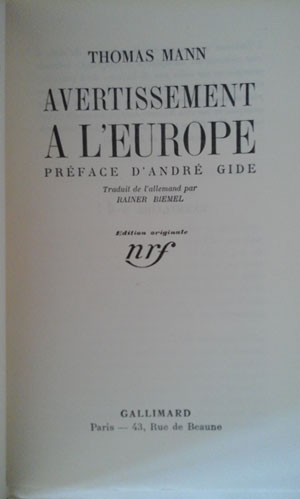 THOMAS MANN
AVERTISSEMENT
A L'EUROPE
PRÉFACE D'ANDRÉ GIDE
Traduit de l'allemand par
RAINER BIEMEL
Edition originale
nrf
GALLIMARD
Paris — 43, Rue de Beaune